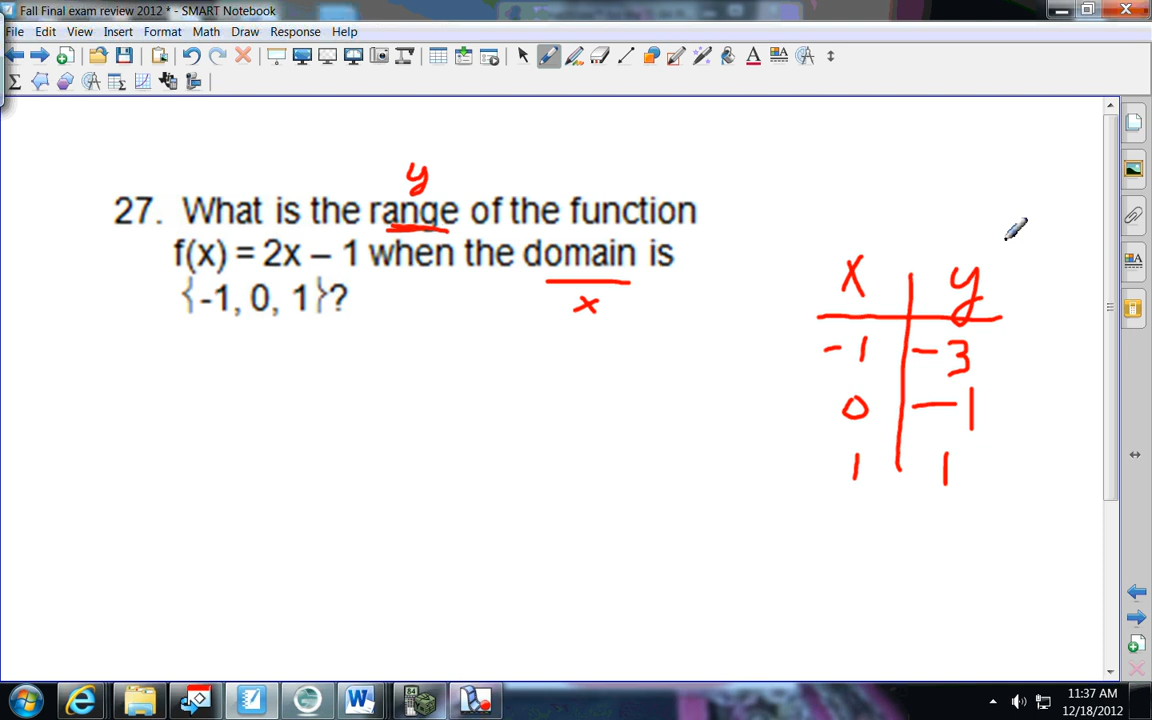 Fall Final exam review 2012 * - SMART Notebook
File Edit View Insert Format Math Draw Response Help
y
27. What is the range of the function
f(x) = 2x – 1 when the domain is
{-1, 0, 1}?
x
x y
-1 -3
0 -1
1 1
11:37 AM
12/18/2012